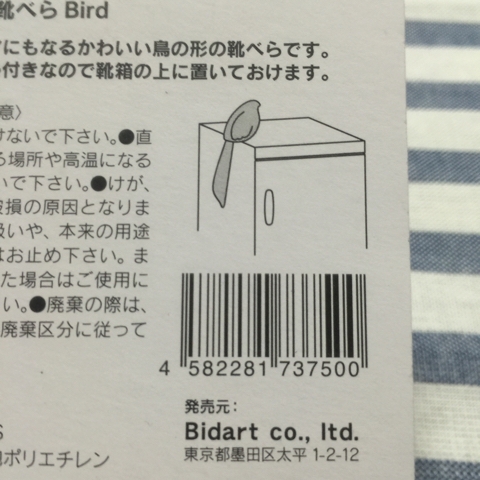 靴べら Bird
にもなるかわいい鳥の形の靴べらです。
付きなので靴箱の上に置いておけます。
意〉
けないで下さい。●直
る場所や高温になる
いで下さい。●けが、
破損の原因となりま
扱いや、本来の用途
はお止め下さい。ま
た場合はご使用に
い。●廃棄の際は、
廃棄区分に従って
4 582281 737500
発売元:
Bidart co., ltd.
東京都墨田区太平 1-2-12
S
ポリエチレン